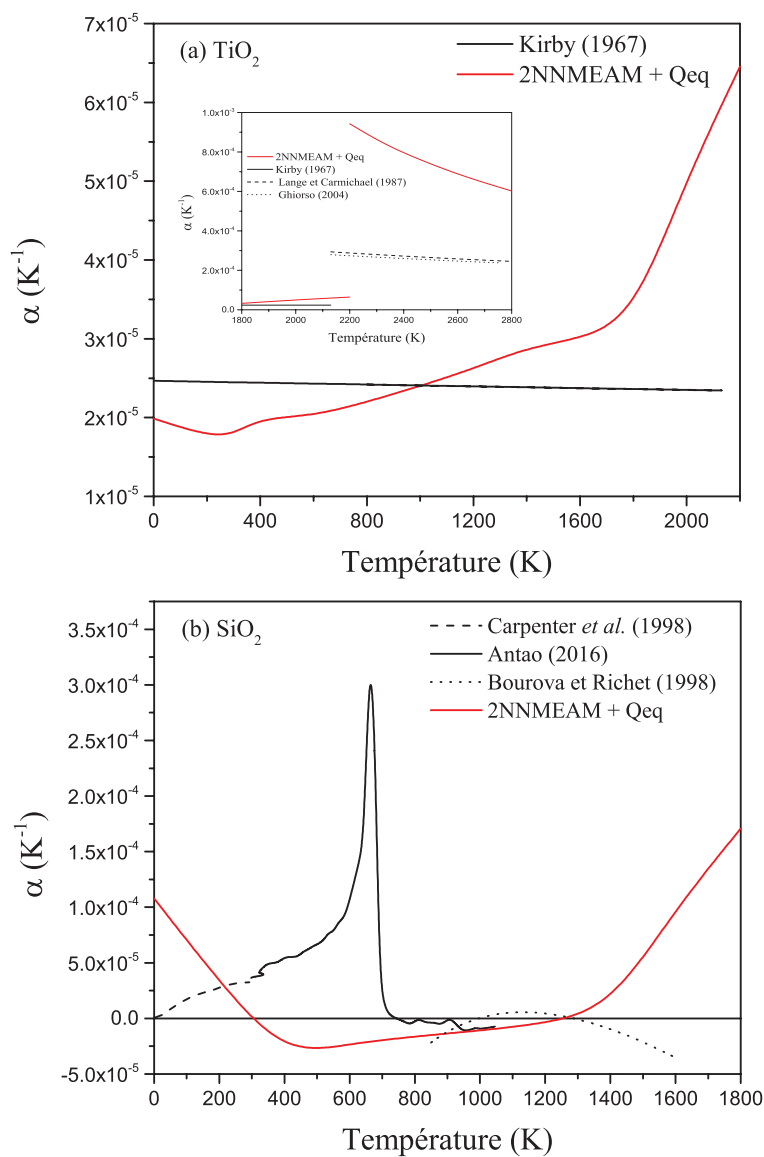 (a) TiO₂
Kirby (1967)
2NNMEAM + Qeq
7x10⁻⁵
6x10⁻⁵
5x10⁻⁵
4x10⁻⁵
3x10⁻⁵
2x10⁻⁵
1x10⁻⁵
α (K⁻¹)
0 400 800 1200 1600 2000
Température (K)
1.0x10⁻³
8.0x10⁻⁴
6.0x10⁻⁴
4.0x10⁻⁴
2.0x10⁻⁴
0.0
α (K⁻¹)
2NNMEAM + Qeq
Kirby (1967)
Lange et Carmichael (1987)
Ghiorso (2004)
1800 2000 2200 2400 2600 2800
Température (K)
(b) SiO₂
Carpenter et al. (1998)
Antao (2016)
Bourova et Richet (1998)
2NNMEAM + Qeq
3.5x10⁻⁴
3.0x10⁻⁴
2.5x10⁻⁴
2.0x10⁻⁴
1.5x10⁻⁴
1.0x10⁻⁴
5.0x10⁻⁵
0.0
-5.0x10⁻⁵
α (K⁻¹)
0 200 400 600 800 1000 1200 1400 1600 1800
Température (K)